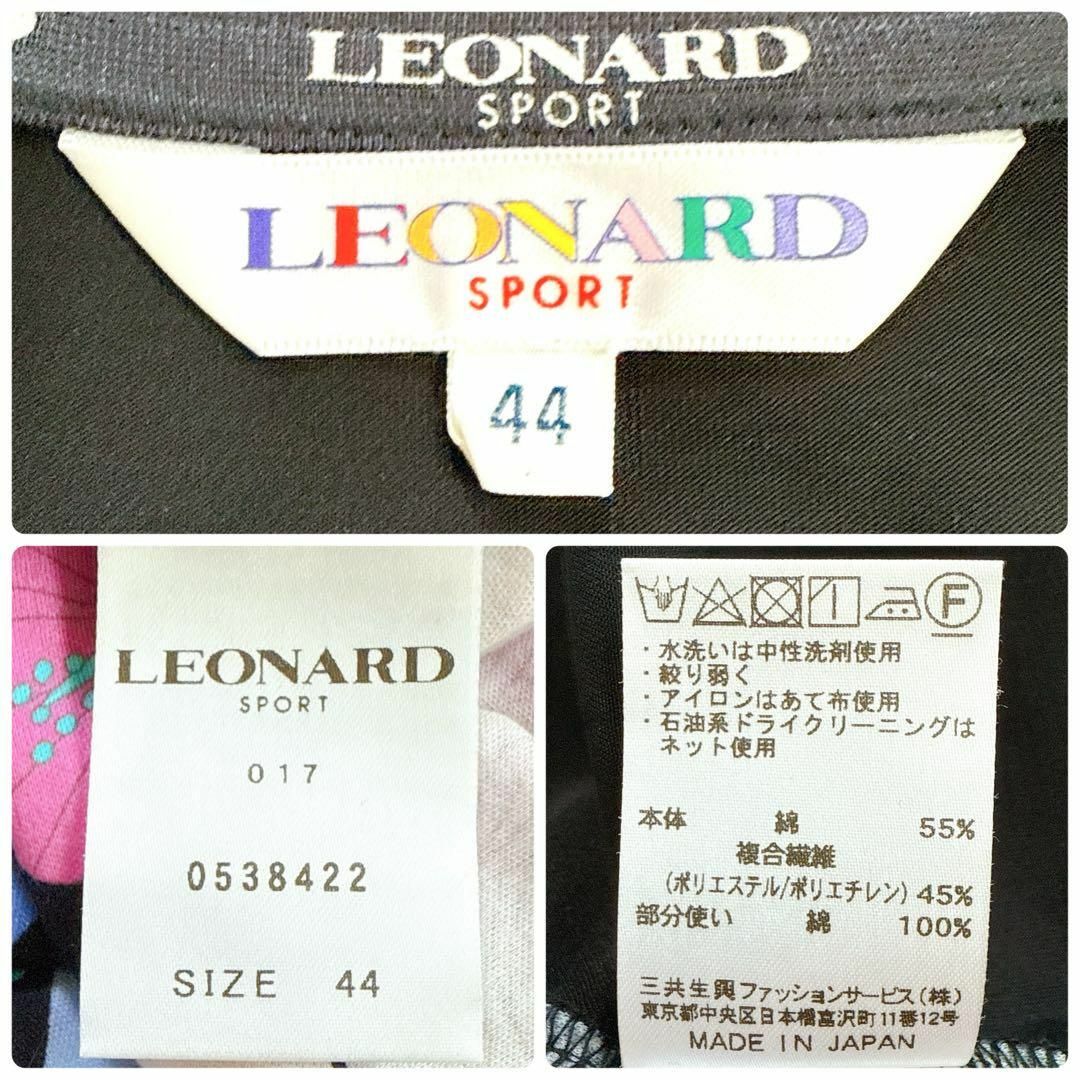 LEONARD
SPORT
LEONARD
SPORT
44
LEONARD
SPORT
017
0538422
SIZE 44
F
・水洗いは中性洗剤使用
・絞り弱く
・アイロンはあて布使用
・石油系ドライクリーニングは
ネット使用
本体 綿 55%
複合繊維
(ポリエステル/ポリエチレン) 45%
部分使い 綿 100%
三共生興ファッションサービス(株)
東京都中央区日本橋富沢町11番12号
MADE IN JAPAN